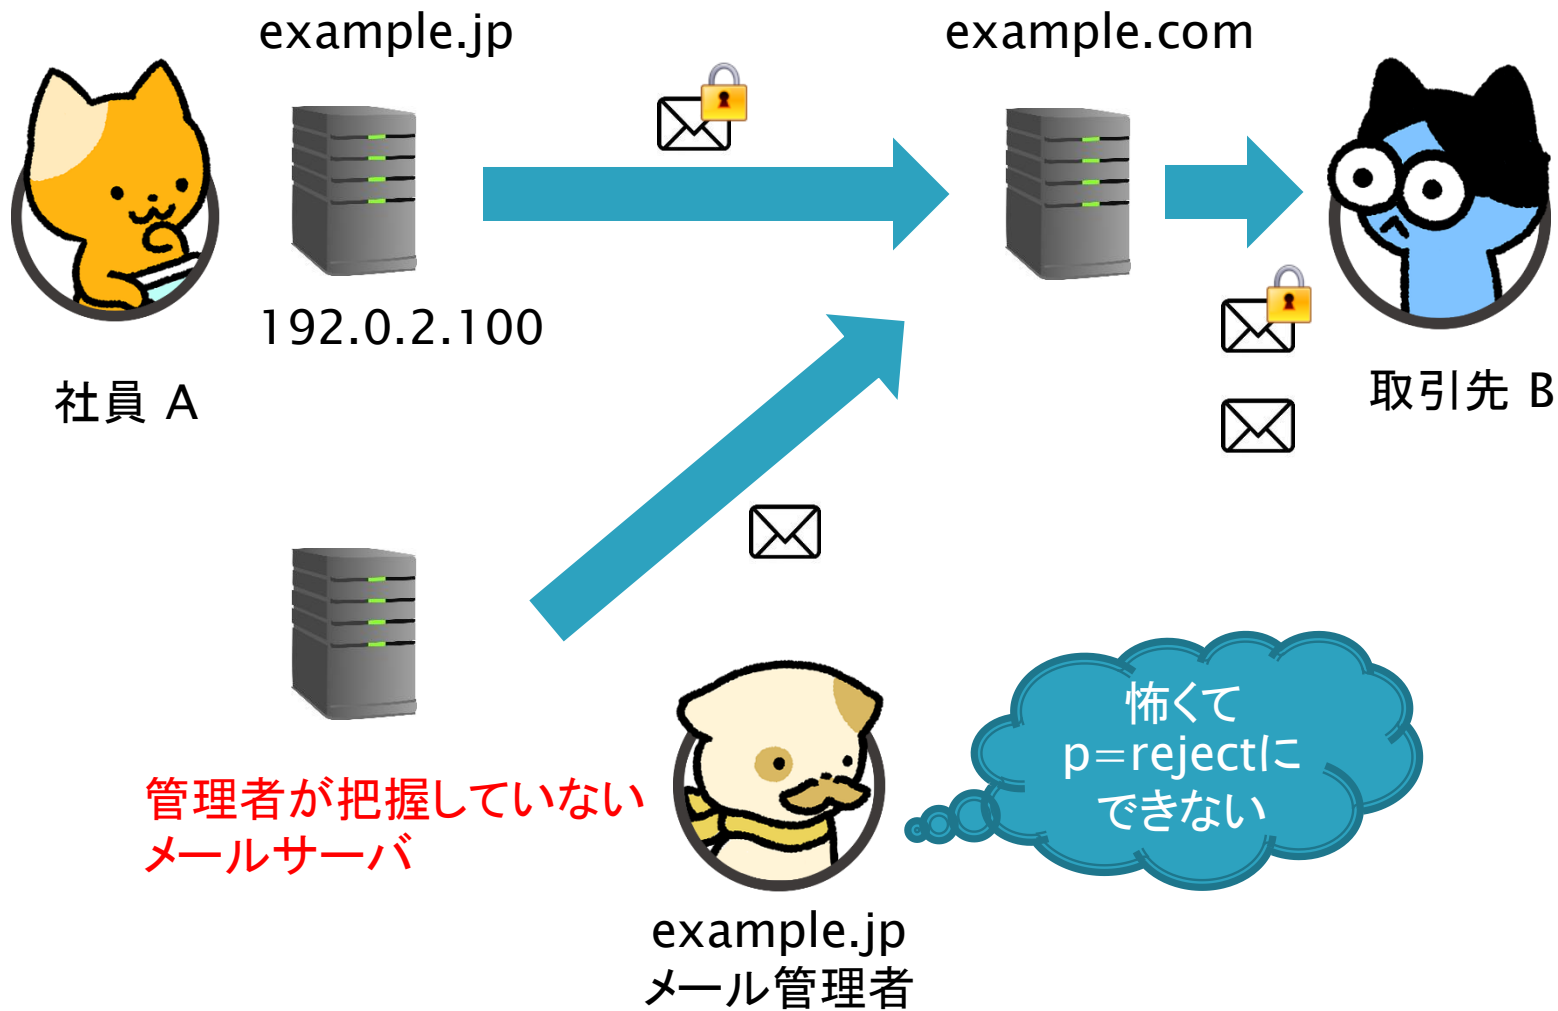 example.jp
example.com
192.0.2.100
社員 A
取引先 B
怖くて
p=rejectに
できない
管理者が把握していない
メールサーバ
example.jp
メール管理者